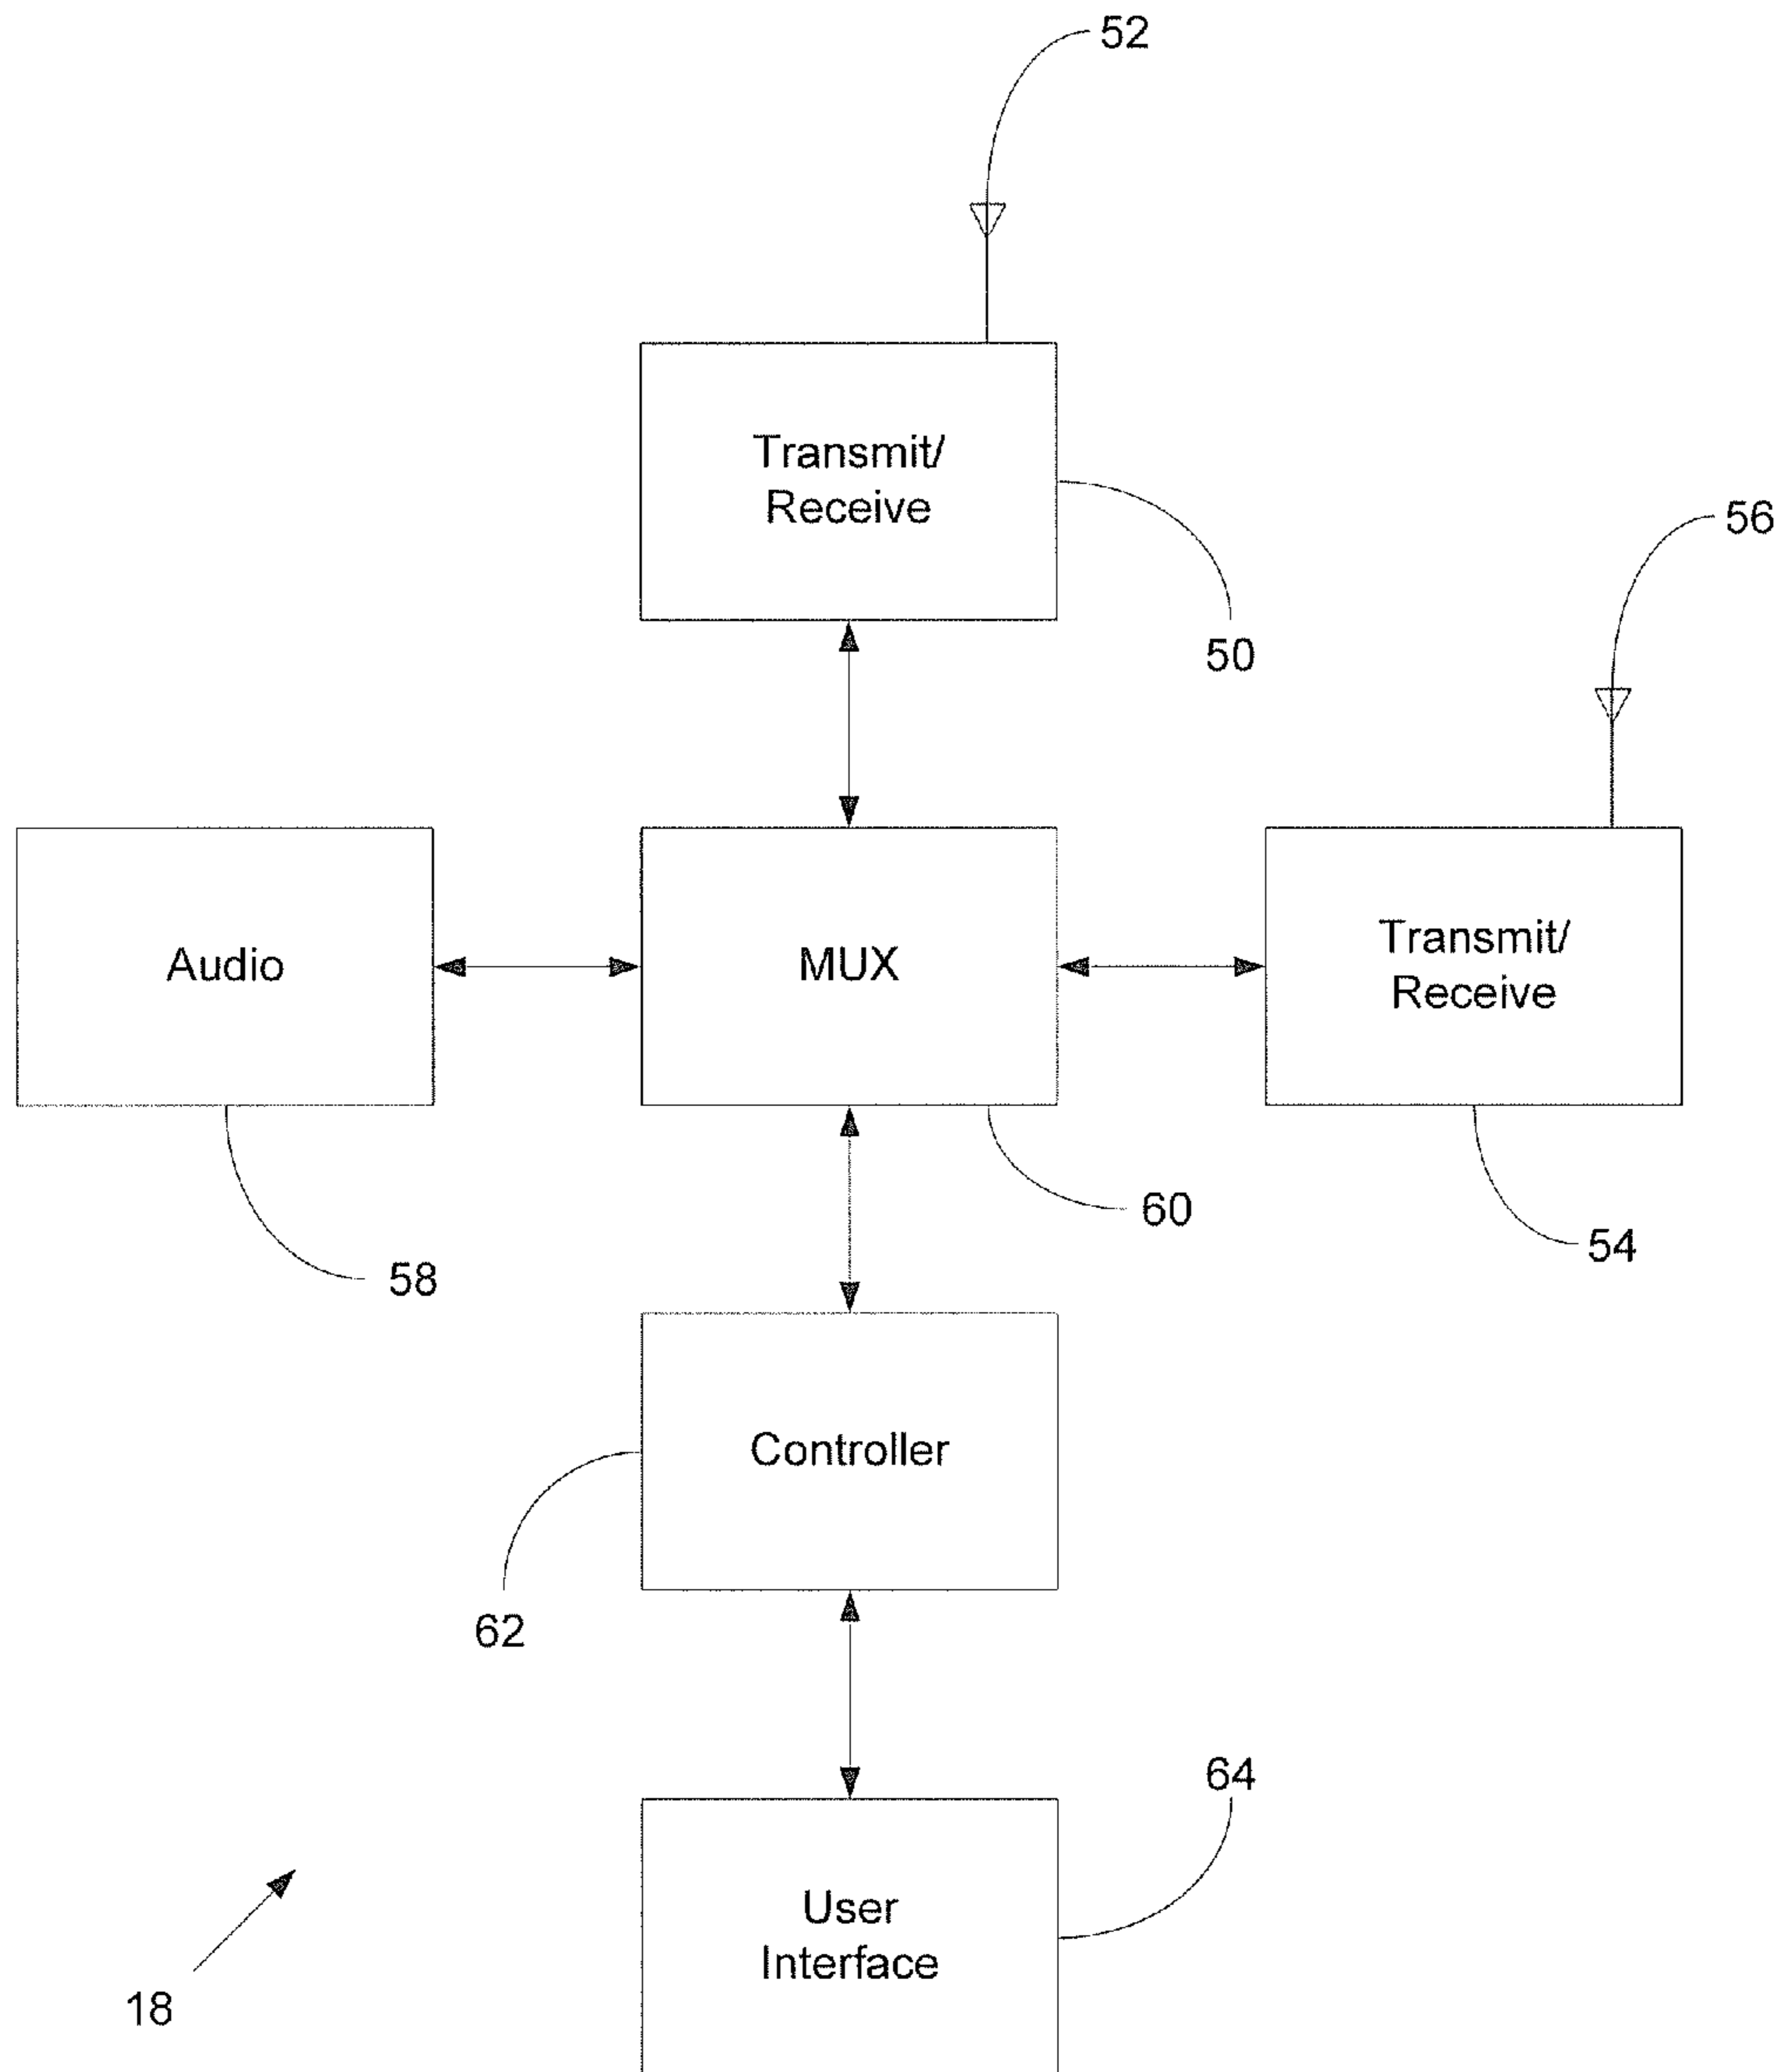 52
Transmit/
Receive
50
56
Audio
MUX
Transmit/
Receive
60
54
58
Controller
62
64
User
Interface
18